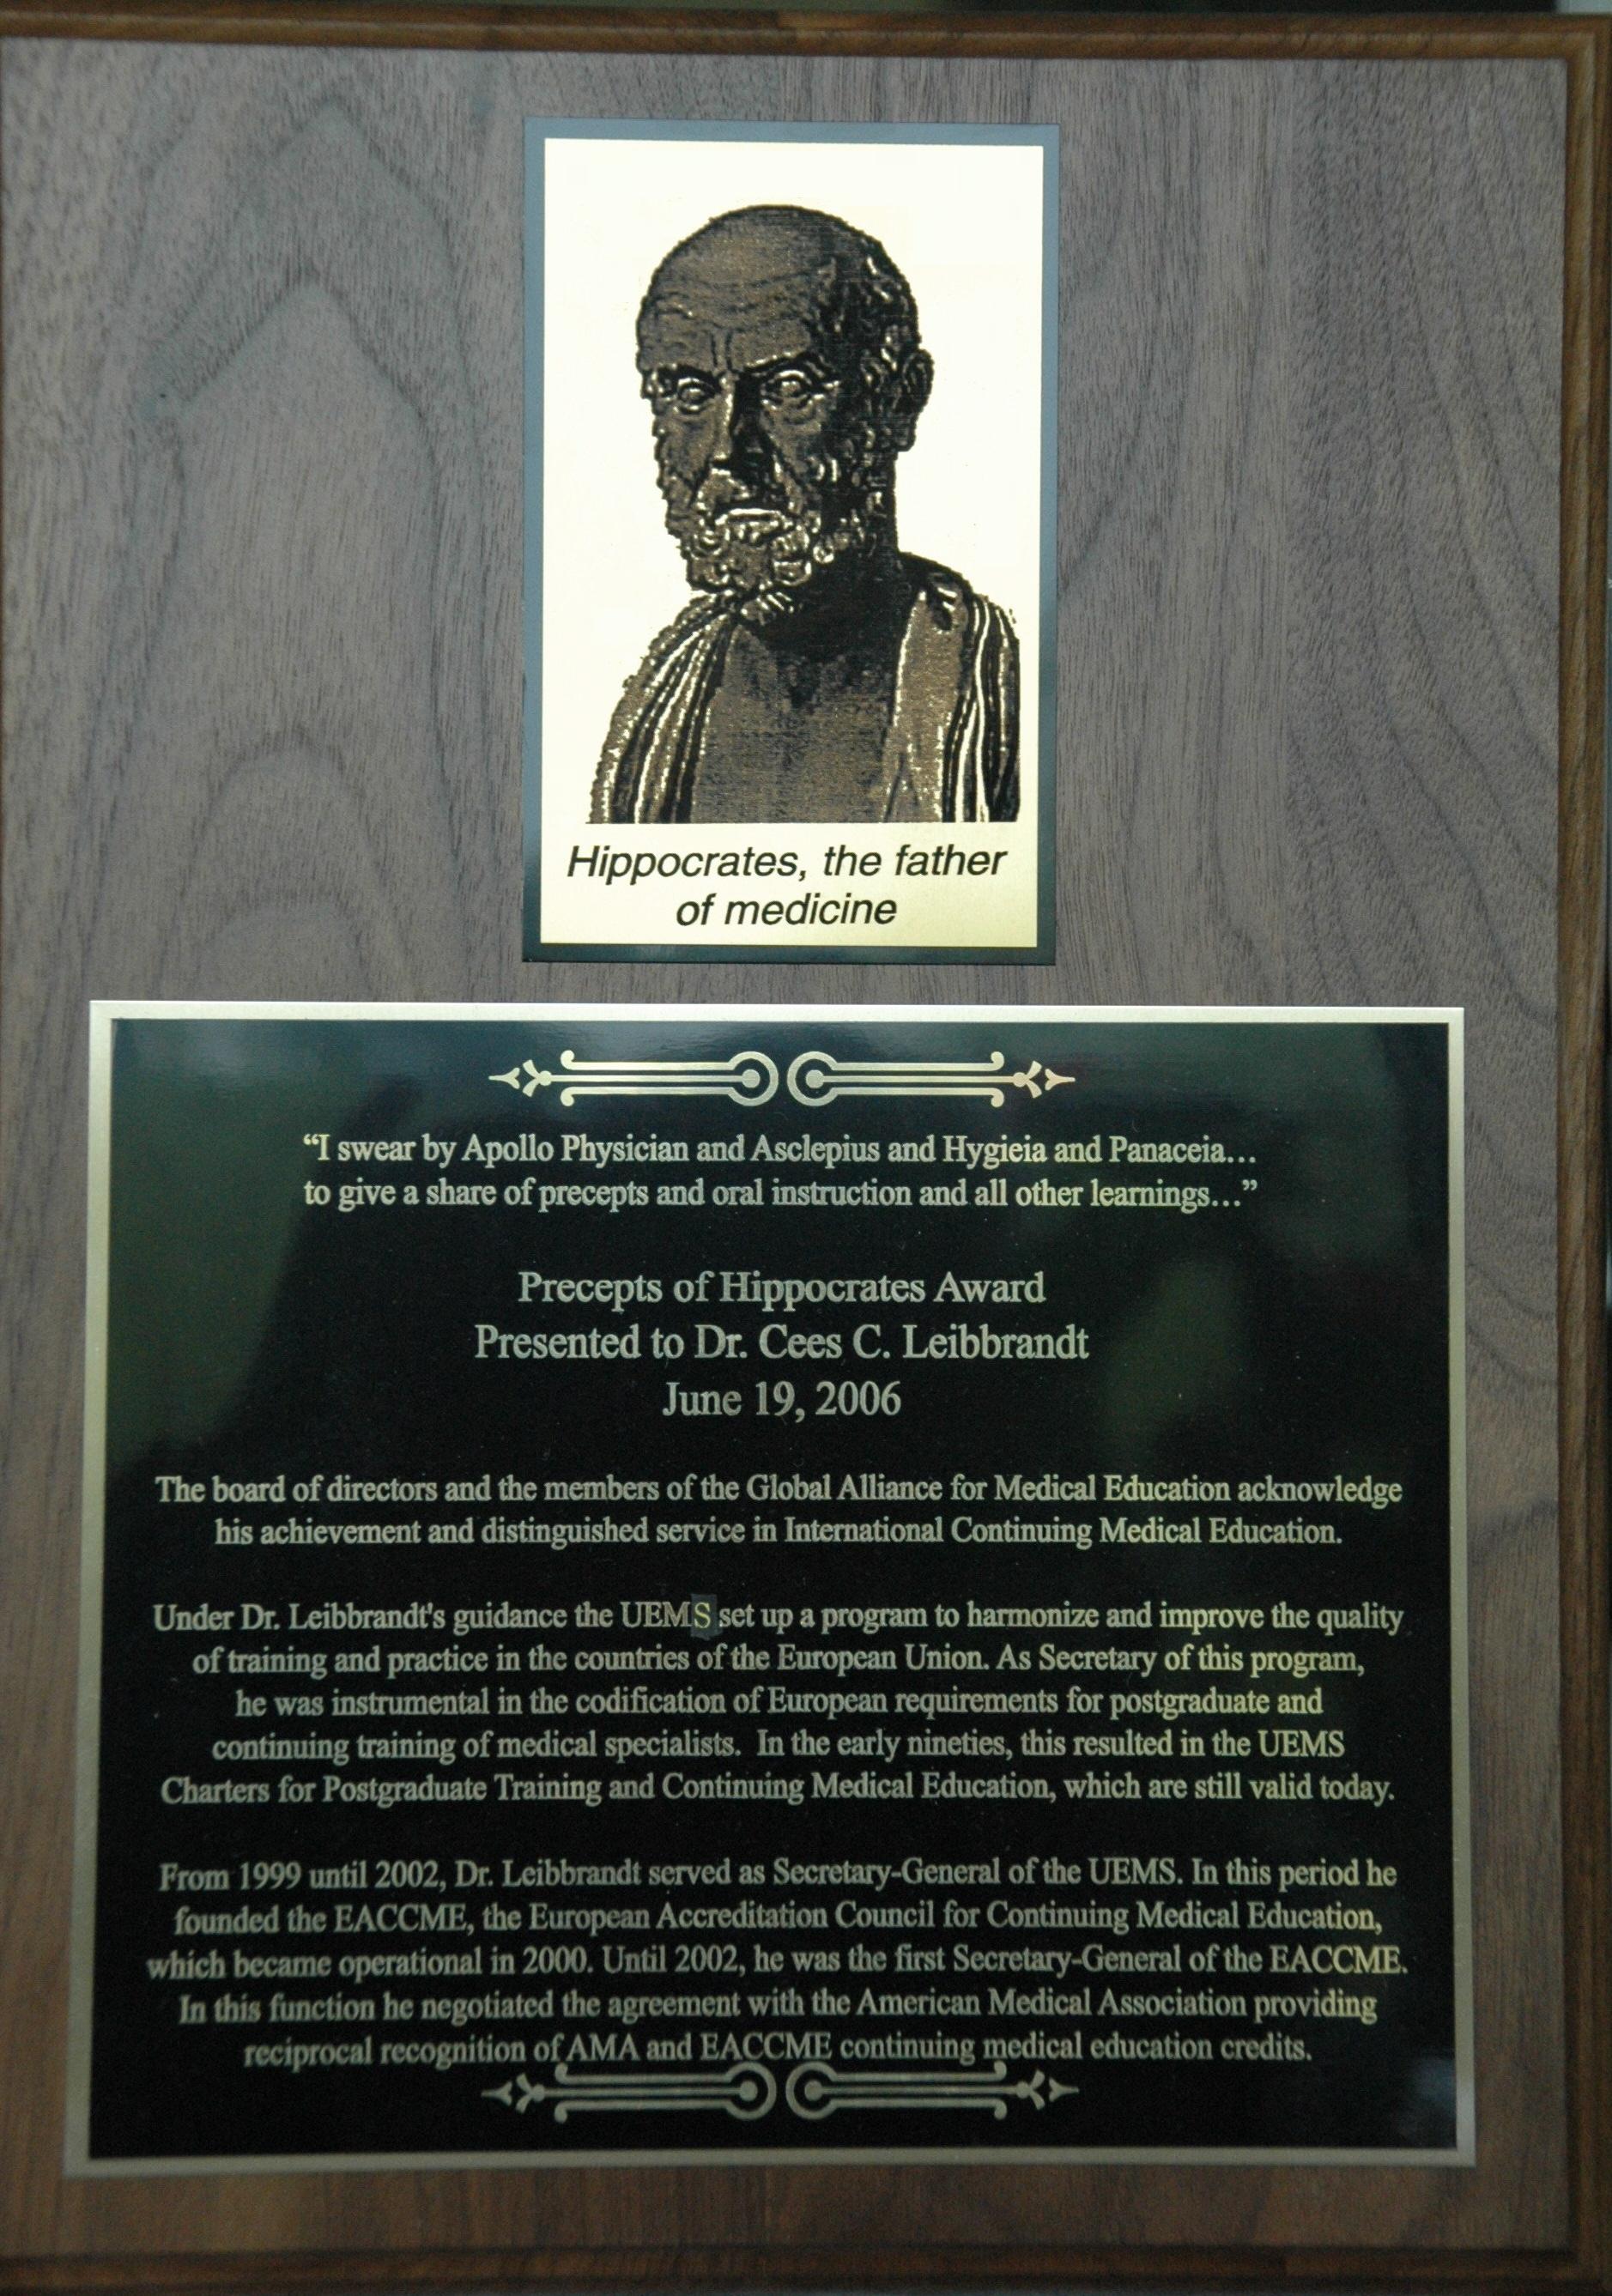 Hippocrates, the father
of medicine
“I swear by Apollo Physician and Asclepius and Hygieia and Panaceia...
to give a share of precepts and oral instruction and all other learnings...”
Precepts of Hippocrates Award
Presented to Dr. Cees C. Leibbrandt
June 19, 2006
The board of directors and the members of the Global Alliance for Medical Education acknowledge
his achievement and distinguished service in International Continuing Medical Education.
Under Dr. Leibbrandt's guidance the UEMS set up a program to harmonize and improve the quality
of training and practice in the countries of the European Union. As Secretary of this program,
he was instrumental in the codification of European requirements for postgraduate and
continuing training of medical specialists. In the early nineties, this resulted in the UEMS
Charters for Postgraduate Training and Continuing Medical Education, which are still valid today.
From 1999 until 2002, Dr. Leibbrandt served as Secretary-General of the UEMS. In this period he
founded the EACCME, the European Accreditation Council for Continuing Medical Education,
which became operational in 2000. Until 2002, he was the first Secretary-General of the EACCME.
In this function he negotiated the agreement with the American Medical Association providing
reciprocal recognition of AMA and EACCME continuing medical education credits.